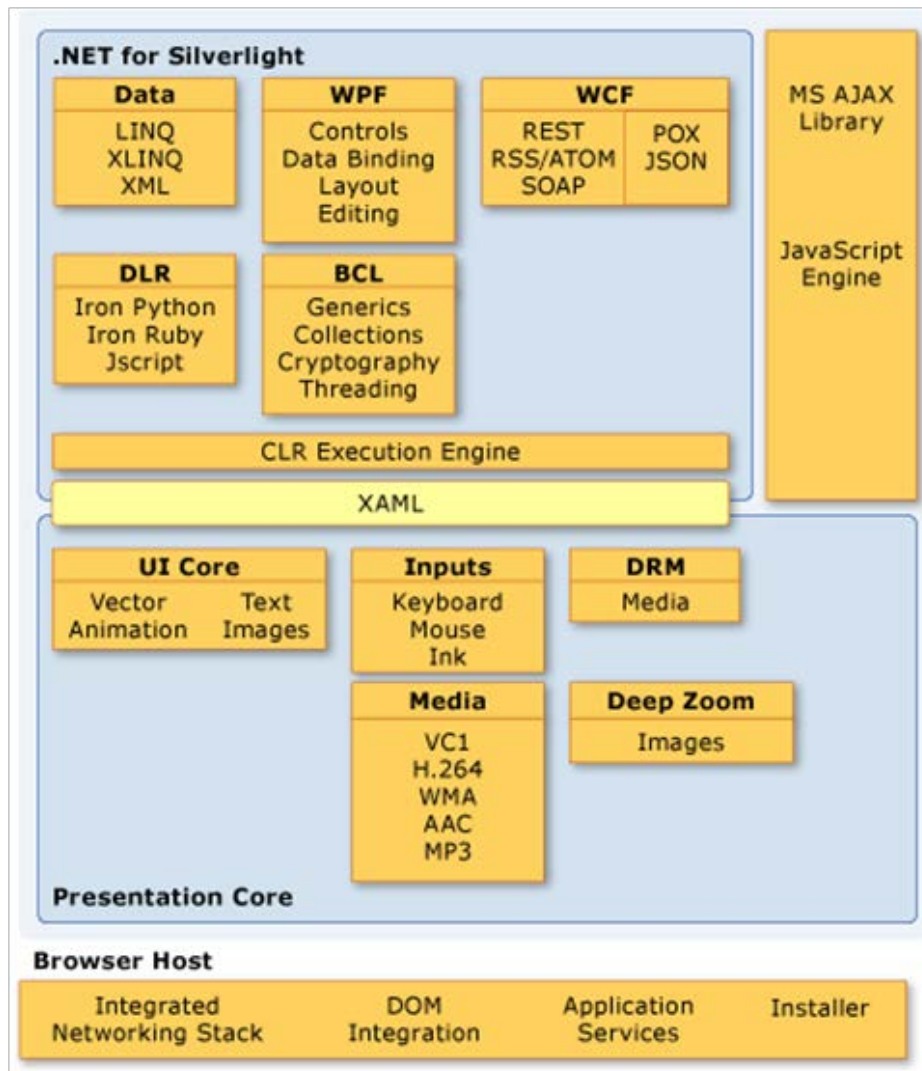 .NET for Silverlight
Data
LINQ
XLINQ
XML
WPF
Controls
Data Binding
Layout
Editing
WCF
REST
RSS/ATOM
SOAP
POX
JSON
MS AJAX
Library
JavaScript
Engine
DLR
Iron Python
Iron Ruby
Jscript
BCL
Generics
Collections
Cryptography
Threading
CLR Execution Engine
XAML
UI Core
Vector
Animation
Text
Images
Inputs
Keyboard
Mouse
Ink
DRM
Media
Media
VC1
H.264
WMA
AAC
MP3
Deep Zoom
Images
Presentation Core
Browser Host
Integrated
Networking Stack
DOM
Integration
Application
Services
Installer